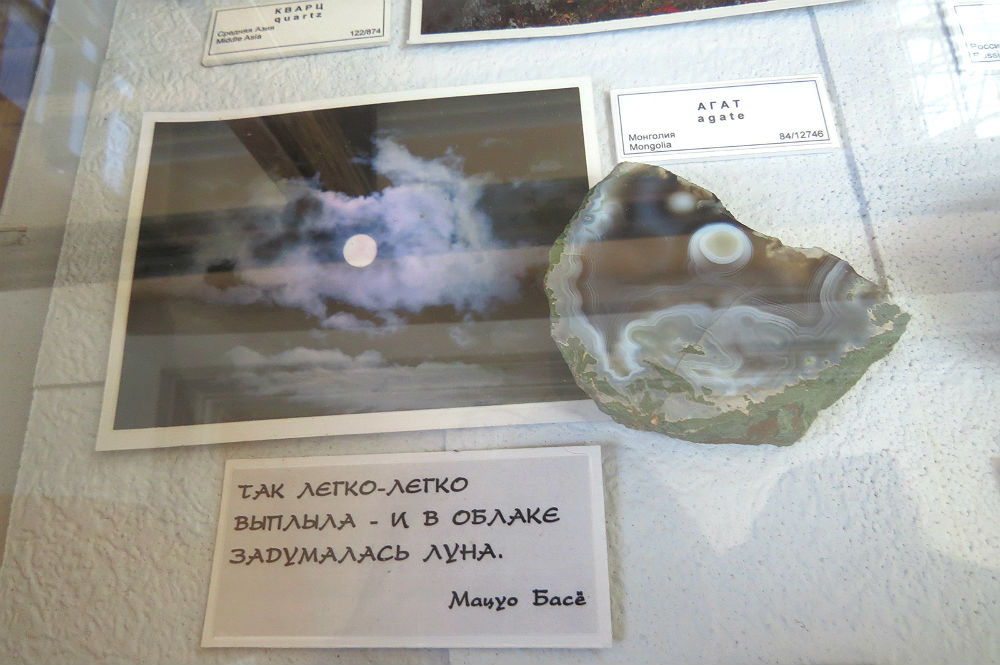 КВАРЦ
quartz
Средняя Азия
Middle Asia
122/874
АГАТ
agate
Монголия
Mongolia
84/12746
ТАК ЛЕГКО-ЛЕГКО
ВЫПЛЫЛА - И В ОБЛАКЕ
ЗАДУМАЛАСЬ ЛУНА.
Мацуо Басё